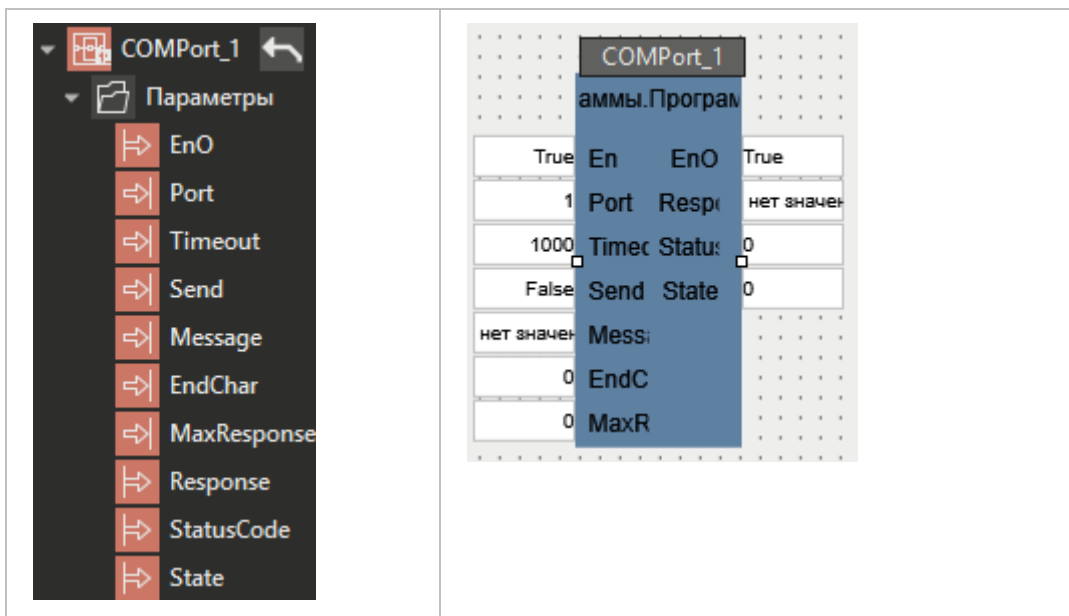 COMPort_1
Параметры
EnO
Port
Timeout
Send
Message
EndChar
MaxResponse
Response
StatusCode
State
COMPort_1
аммы.Програм
True En EnO True
1 Port Respo нет значен
1000 Timec Status 0
False Send State 0
нет значен Messa
0 EndC
0 MaxR